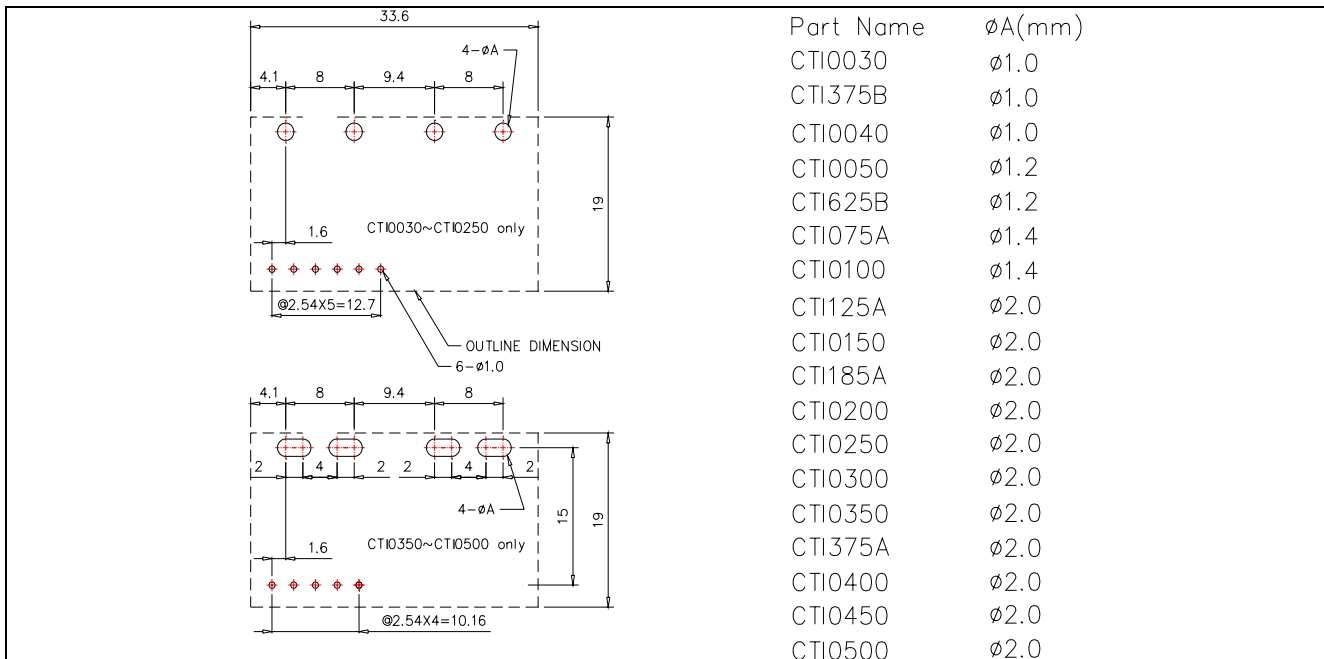 33.6
4-øA
4.1 8 9.4 8
19
CTI0030~CTI0250 only
1.6
@2.54X5=12.7
OUTLINE DIMENSION
6-ø1.0
4.1 8 9.4 8
2 4 2 2 4 2
4-øA
15
19
CTI0350~CTI0500 only
1.6
@2.54X4=10.16
Part Name øA(mm)
CTI0030 ø1.0
CTI375B ø1.0
CTI0040 ø1.0
CTI0050 ø1.2
CTI625B ø1.2
CTI075A ø1.4
CTI0100 ø1.4
CTI125A ø2.0
CTI0150 ø2.0
CTI185A ø2.0
CTI0200 ø2.0
CTI0250 ø2.0
CTI0300 ø2.0
CTI0350 ø2.0
CTI375A ø2.0
CTI0400 ø2.0
CTI0450 ø2.0
CTI0500 ø2.0